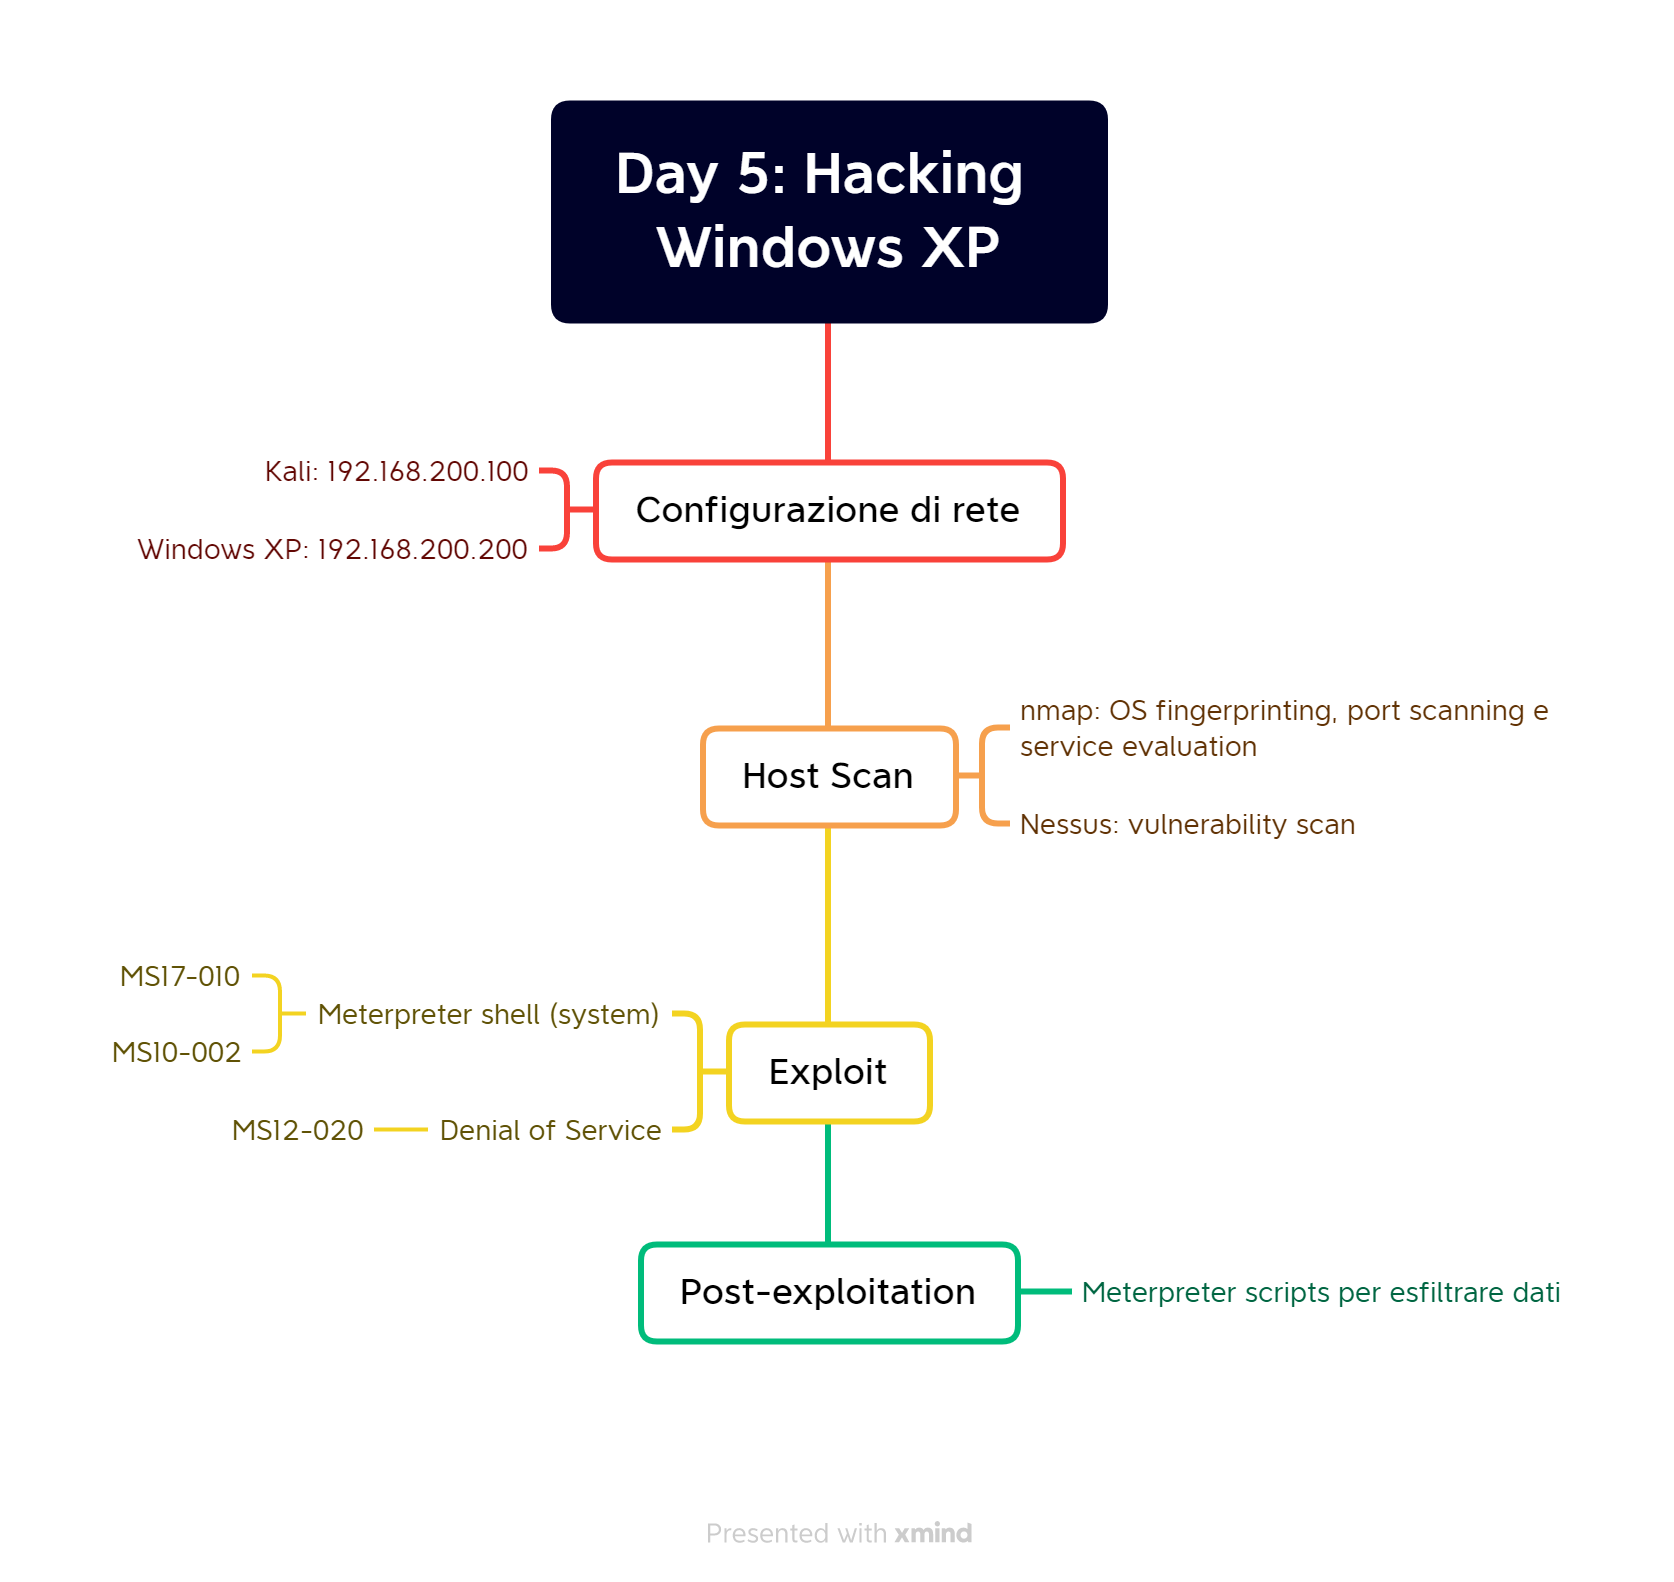 Day 5: Hacking
Windows XP
Kali: 192.168.200.100
Windows XP: 192.168.200.200
Configurazione di rete
Host Scan
nmap: OS fingerprinting, port scanning e
service evaluation
Nessus: vulnerability scan
MS17-010
MS10-002
Meterpreter shell (system)
MS12-020
Denial of Service
Exploit
Post-exploitation
Meterpreter scripts per esfiltrare dati
Presented with xmind